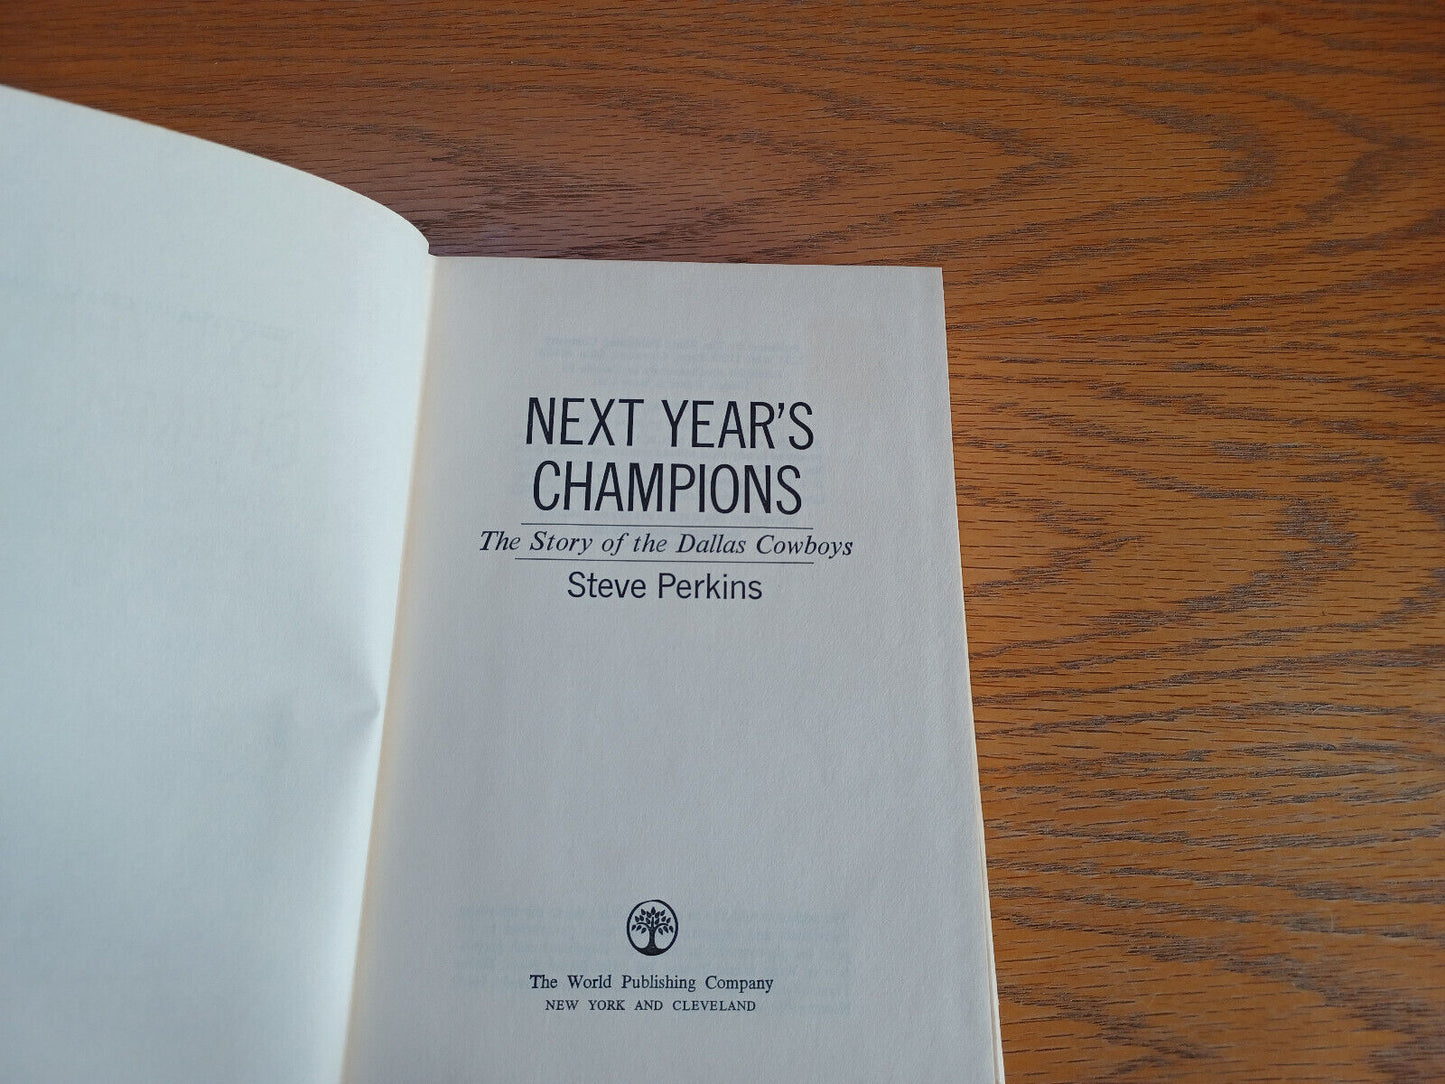 NEXT YEAR'S
CHAMPIONS
The Story of the Dallas Cowboys
Steve Perkins
The World Publishing Company
NEW YORK AND CLEVELAND